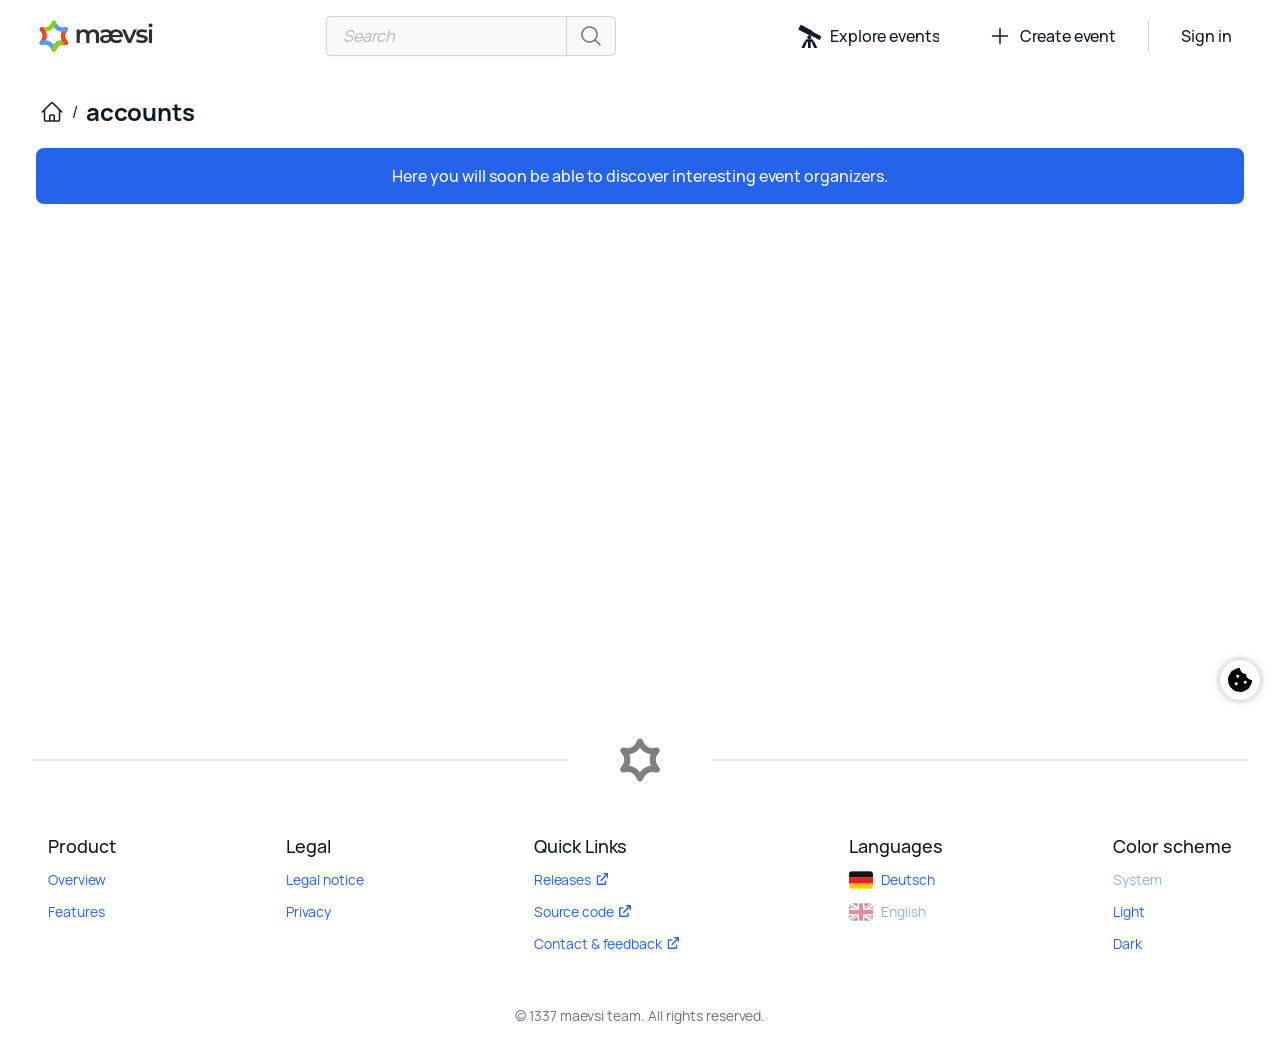 mævsi
Search
Explore events
Create event
Sign in
/ accounts
Here you will soon be able to discover interesting event organizers.
Product
Overview
Features
Legal
Legal notice
Privacy
Quick Links
Releases
Source code
Contact & feedback
Languages
Deutsch
English
Color scheme
System
Light
Dark
© 1337 maevsi team. All rights reserved.